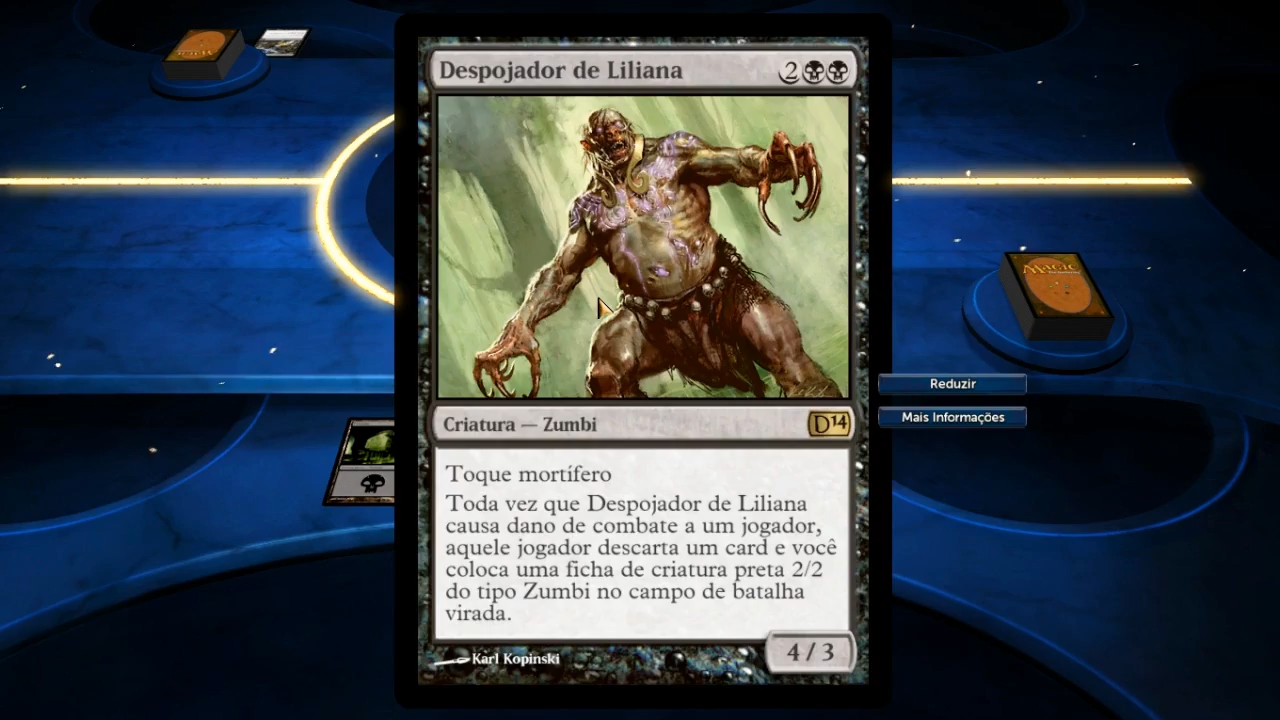 Despojador de Liliana 2
Criatura — Zumbi D14
Toque mortífero
Toda vez que Despojador de Liliana
causa dano de combate a um jogador,
aquele jogador descarta um card e você
coloca uma ficha de criatura preta 2/2
do tipo Zumbi no campo de batalha
virada.
Karl Kopinski
4 / 3
Magic
Reduzir
Mais Informações